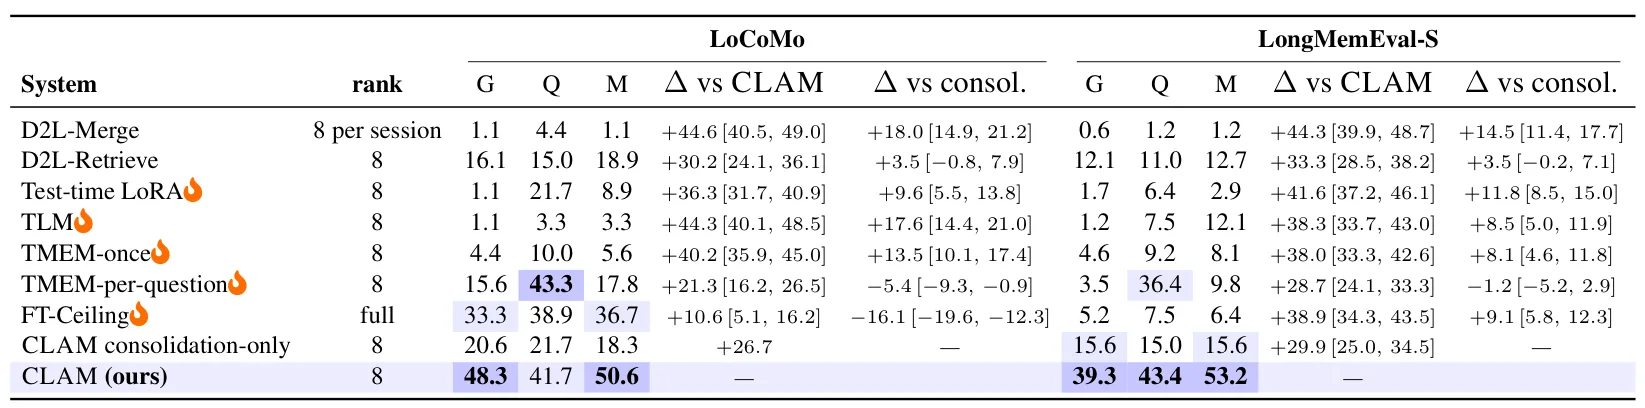 LoCoMo LongMemEval-S
System rank G Q M Δ vs CLAM Δ vs consol. G Q M Δ vs CLAM Δ vs consol.
D2L-Merge 8 per session 1.1 4.4 1.1 +44.6 [40.5, 49.0] +18.0 [14.9, 21.2] 0.6 1.2 1.2 +44.3 [39.9, 48.7] +14.5 [11.4, 17.7]
D2L-Retrieve 8 16.1 15.0 18.9 +30.2 [24.1, 36.1] +3.5 [−0.8, 7.9] 12.1 11.0 12.7 +33.3 [28.5, 38.2] +3.5 [−0.2, 7.1]
Test-time LoRA 8 1.1 21.7 8.9 +36.3 [31.7, 40.9] +9.6 [5.5, 13.8] 1.7 6.4 2.9 +41.6 [37.2, 46.1] +11.8 [8.5, 15.0]
TLM 8 1.1 3.3 3.3 +44.3 [40.1, 48.5] +17.6 [14.4, 21.0] 1.2 7.5 12.1 +38.3 [33.7, 43.0] +8.5 [5.0, 11.9]
TMEM-once 8 4.4 10.0 5.6 +40.2 [35.9, 45.0] +13.5 [10.1, 17.4] 4.6 9.2 8.1 +38.0 [33.3, 42.6] +8.1 [4.6, 11.8]
TMEM-per-question 8 15.6 43.3 17.8 +21.3 [16.2, 26.5] −5.4 [−9.3, −0.9] 3.5 36.4 9.8 +28.7 [24.1, 33.3] −1.2 [−5.2, 2.9]
FT-Ceiling full 33.3 38.9 36.7 +10.6 [5.1, 16.2] −16.1 [−19.6, −12.3] 5.2 7.5 6.4 +38.9 [34.3, 43.5] +9.1 [5.8, 12.3]
CLAM consolidation-only 8 20.6 21.7 18.3 +26.7 — 15.6 15.0 15.6 +29.9 [25.0, 34.5] —
CLAM (ours) 8 48.3 41.7 50.6 — 39.3 43.4 53.2 —